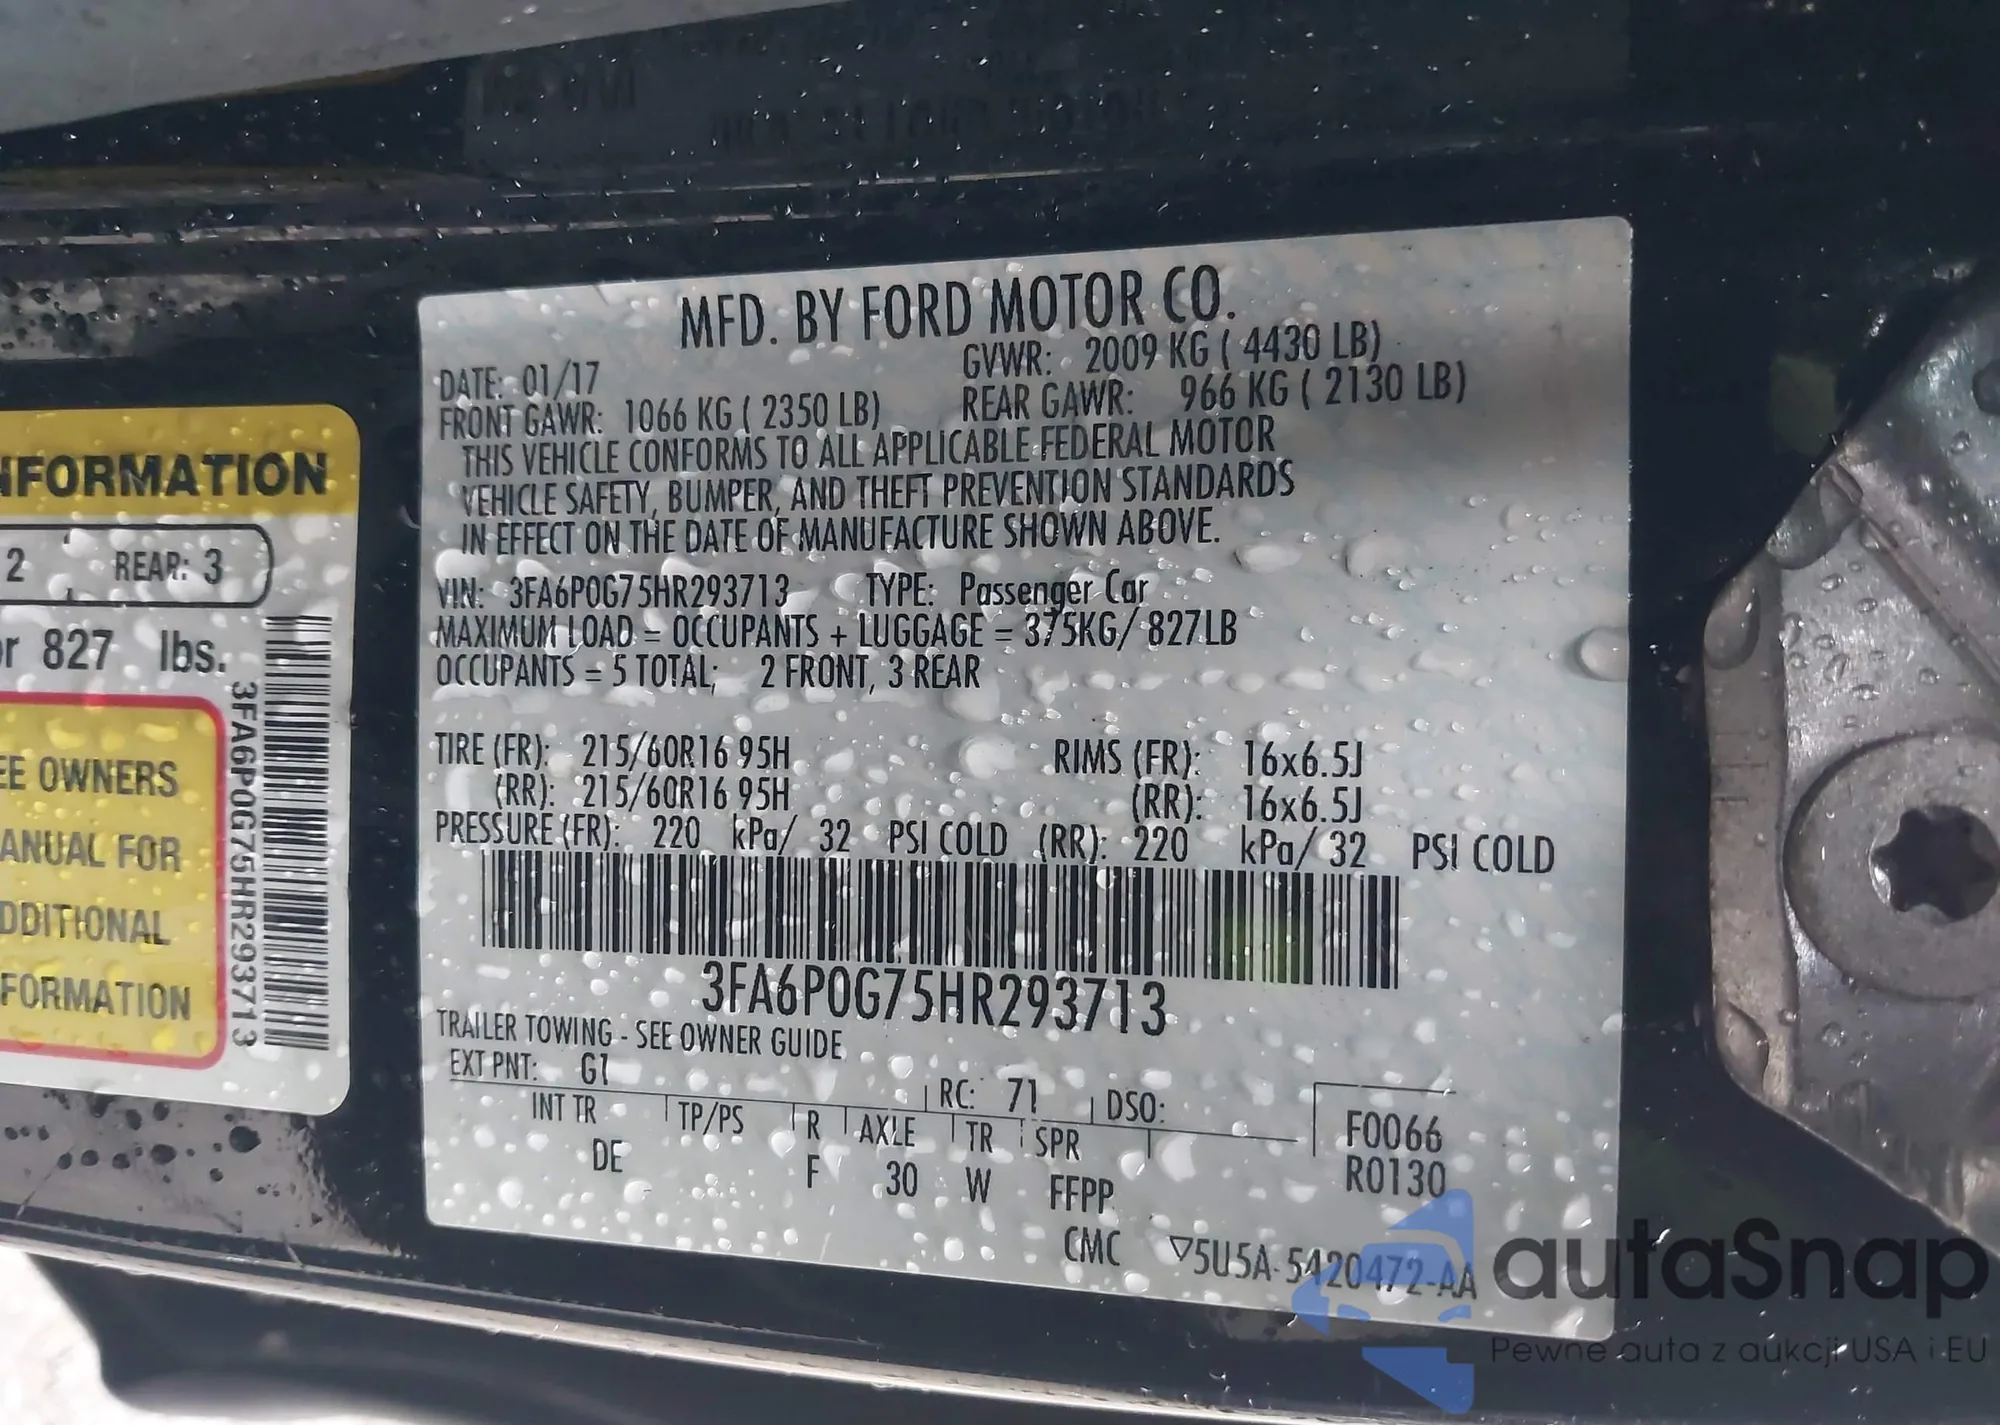 MFD. BY FORD MOTOR CO.
DATE: 01/17 GVWR: 2009 KG ( 4430 LB)
FRONT GAWR: 1066 KG ( 2350 LB) REAR GAWR: 966 KG ( 2130 LB)
THIS VEHICLE CONFORMS TO ALL APPLICABLE FEDERAL MOTOR
VEHICLE SAFETY, BUMPER, AND THEFT PREVENTION STANDARDS
IN EFFECT ON THE DATE OF MANUFACTURE SHOWN ABOVE.
VIN: 3FA6P0G75HR293713 TYPE: Passenger Car
MAXIMUM LOAD = OCCUPANTS + LUGGAGE = 375KG/ 827LB
OCCUPANTS = 5 TOTAL; 2 FRONT, 3 REAR
TIRE (FR): 215/60R16 95H RIMS (FR): 16x6.5J
(RR): 215/60R16 95H (RR): 16x6.5J
PRESSURE (FR): 220 kPa/ 32 PSI COLD (RR): 220 kPa/ 32 PSI COLD
3FA6P0G75HR293713
TRAILER TOWING - SEE OWNER GUIDE
EXT PNT: G1 RC: 71 DSO:
INT TR TP/PS R AXLE TR SPR F0066
DE F 30 W FFPP R0130
CMC ▽5U5A-5420472-AA
NFORMATION
2 REAR: 3
or 827 lbs.
EE OWNERS
ANUAL FOR
DDITIONAL
FORMATION
3FA6P0G75HR293713
autaSnap
Pewne auta z aukcji USA i EU